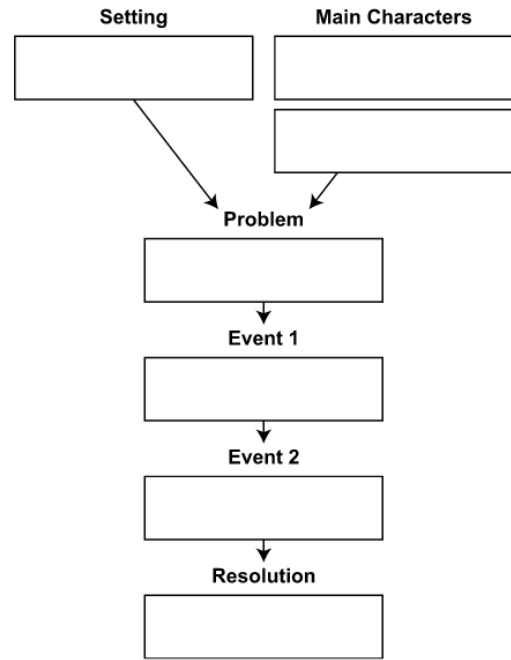 Setting
Main Characters
Problem
Event 1
Event 2
Resolution